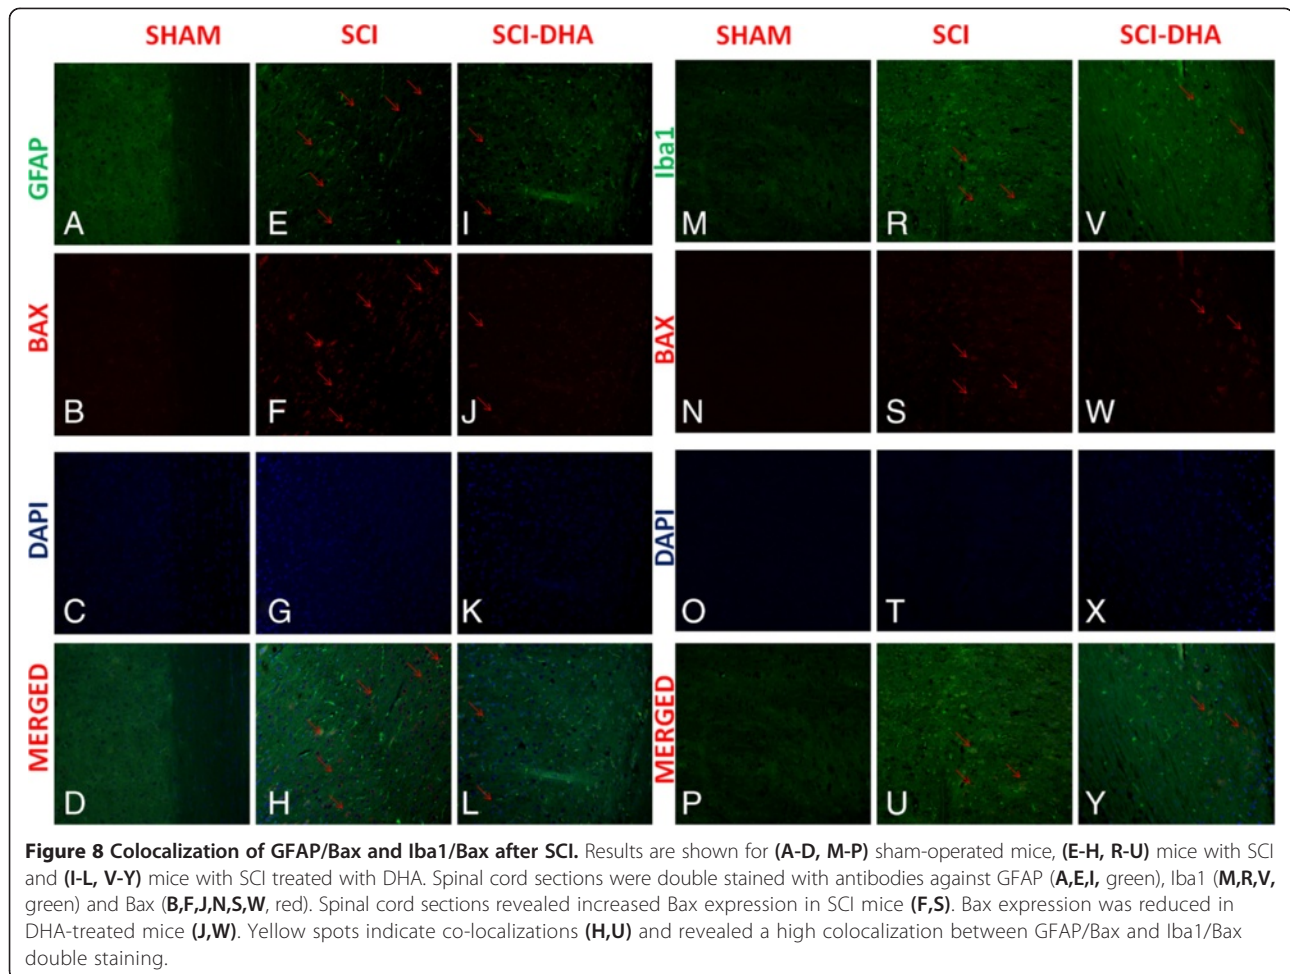 SHAM SCI SCI-DHA SHAM SCI SCI-DHA
GFAP A E I Iba1 M R V
BAX B F J BAX N S W
DAPI C G K DAPI O T X
MERGED D H L MERGED P U Y
Figure 8 Colocalization of GFAP/Bax and Iba1/Bax after SCI. Results are shown for (A-D, M-P) sham-operated mice, (E-H, R-U) mice with SCI
and (I-L, V-Y) mice with SCI treated with DHA. Spinal cord sections were double stained with antibodies against GFAP (A,E,I, green), Iba1 (M,R,V,
green) and Bax (B,F,J,N,S,W, red). Spinal cord sections revealed increased Bax expression in SCI mice (F,S). Bax expression was reduced in
DHA-treated mice (J,W). Yellow spots indicate co-localizations (H,U) and revealed a high colocalization between GFAP/Bax and Iba1/Bax
double staining.